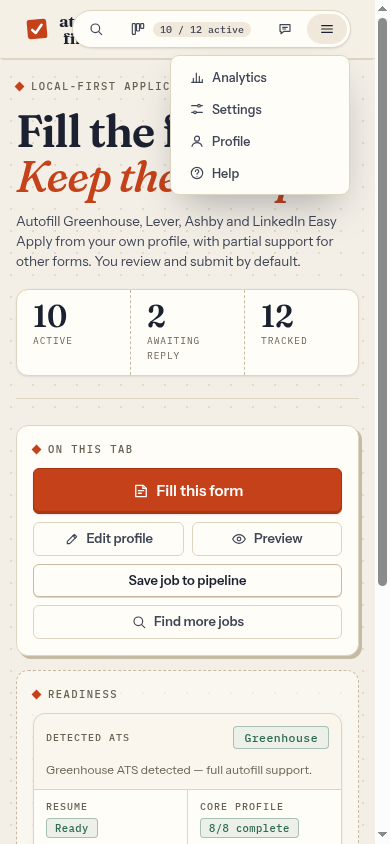 at
fi
10 / 12 active
Analytics
Settings
Profile
Help
LOCAL-FIRST APPLIC
Fill the f
Keep the
Autofill Greenhouse, Lever, Ashby and LinkedIn Easy
Apply from your own profile, with partial support for
other forms. You review and submit by default.
10
ACTIVE
2
AWAITING
REPLY
12
TRACKED
ON THIS TAB
Fill this form
Edit profile
Preview
Save job to pipeline
Find more jobs
READINESS
DETECTED ATS
Greenhouse
Greenhouse ATS detected — full autofill support.
RESUME
Ready
CORE PROFILE
8/8 complete